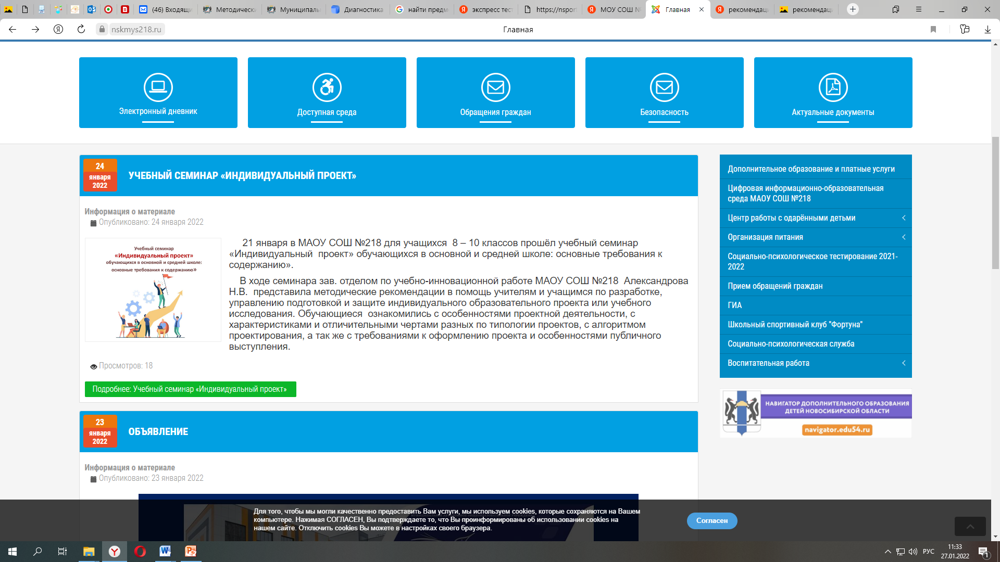 (46) Входящи
Методически
Муниципаль
Диагностика
найти предм
экспресс тест
https://nsport
МОУ СОШ №
Главная
рекомендаци
рекомендаци
nskmys218.ru
Главная
Электронный дневник
Доступная среда
Обращения граждан
Безопасность
Актуальные документы
24
января
2022
УЧЕБНЫЙ СЕМИНАР «ИНДИВИДУАЛЬНЫЙ ПРОЕКТ»
Информация о материале
Опубликовано: 24 января 2022
Учебный семинар
«Индивидуальный проект»
обучающихся в основной и средней школе:
основные требования к содержанию»
21 января в МАОУ СОШ №218 для учащихся 8 – 10 классов прошёл учебный семинар
«Индивидуальный проект» обучающихся в основной и средней школе: основные требования к
содержанию».
В ходе семинара зав. отделом по учебно-инновационной работе МАОУ СОШ №218 Александрова
Н.В. представила методические рекомендации в помощь учителям и учащимся по разработке,
управлению подготовкой и защите индивидуального образовательного проекта или учебного
исследования. Обучающиеся ознакомились с особенностями проектной деятельности, с
характеристиками и отличительными чертами разных по типологии проектов, с алгоритмом
проектирования, а так же с требованиями к оформлению проекта и особенностями публичного
выступления.
Просмотров: 18
Подробнее: Учебный семинар «Индивидуальный проект»
23
января
2022
ОБЪЯВЛЕНИЕ
Информация о материале
Опубликовано: 23 января 2022
Дополнительное образование и платные услуги
Цифровая информационно-образовательная
среда МАОУ СОШ №218
Центр работы с одарёнными детьми
Организация питания
Социально-психологическое тестирование 2021-
2022
Прием обращений граждан
ГИА
Школьный спортивный клуб "Фортуна"
Социально-психологическая служба
Воспитательная работа
НАВИГАТОР ДОПОЛНИТЕЛЬНОГО ОБРАЗОВАНИЯ
ДЕТЕЙ НОВОСИБИРСКОЙ ОБЛАСТИ
navigator.edu54.ru
Для того, чтобы мы могли качественно предоставить Вам услуги, мы используем cookies, которые сохраняются на Вашем
компьютере. Нажимая СОГЛАСЕН, Вы подтверждаете то, что Вы проинформированы об использовании cookies на
нашем сайте. Отключить cookies Вы можете в настройках своего браузера.
Согласен
РУС
11:33
27.01.2022
1